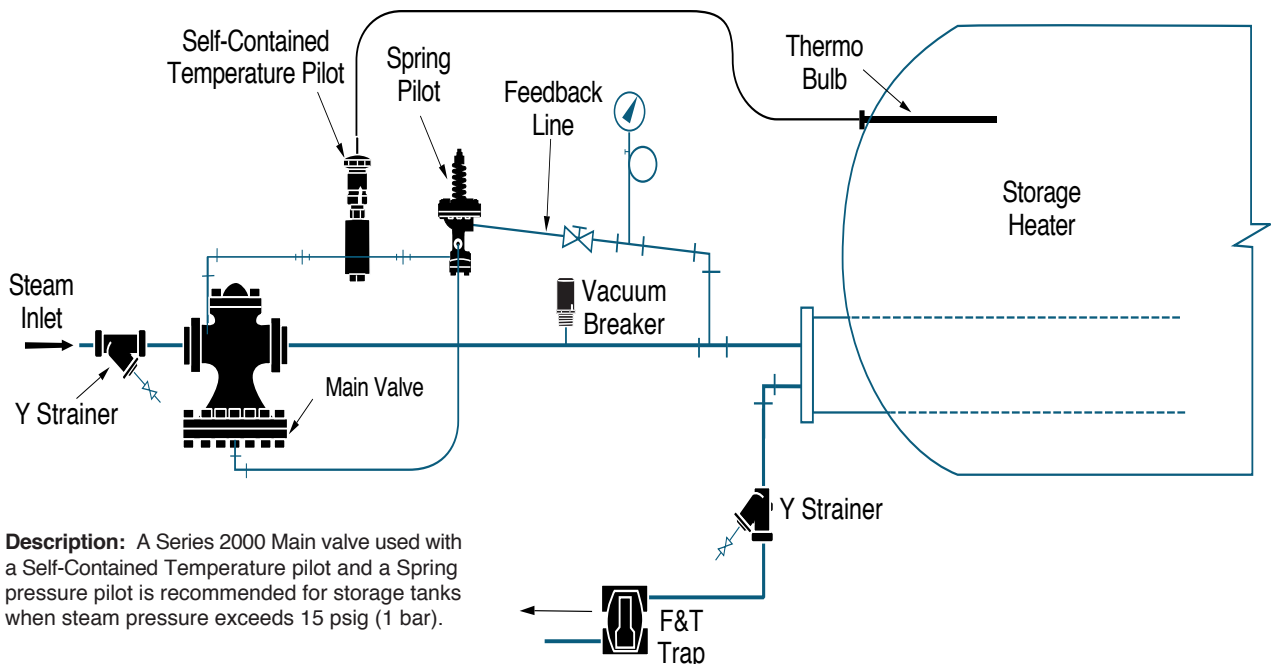 Self-Contained
Temperature Pilot
Spring
Pilot
Feedback
Line
Thermo
Bulb
Storage
Heater
Steam
Inlet
Vacuum
Breaker
Main Valve
Y Strainer
Y Strainer
Description: A Series 2000 Main valve used with
a Self-Contained Temperature pilot and a Spring
pressure pilot is recommended for storage tanks
when steam pressure exceeds 15 psig (1 bar).
F&T
Trap